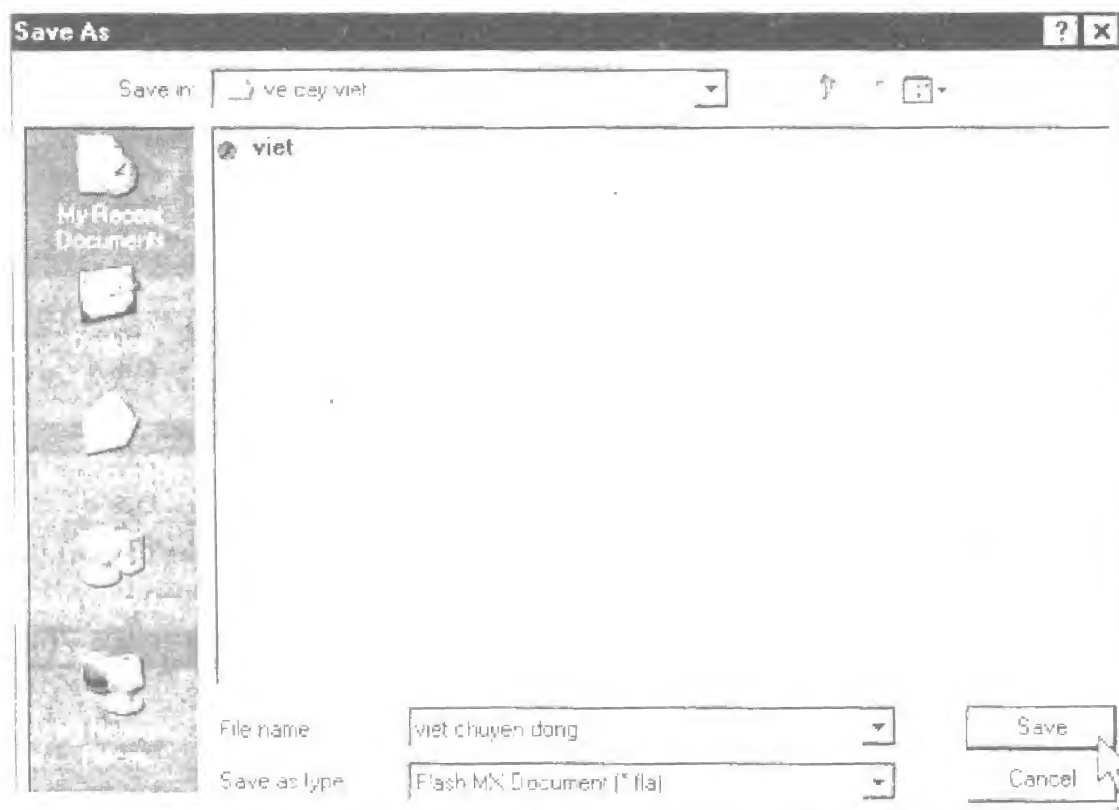 Save As
Save in: ve cay viet
viet
My Recent
Documents
Desktop
File name viet chuyen dong Save
Save as type Flash MX Document (*.fla) Cancel